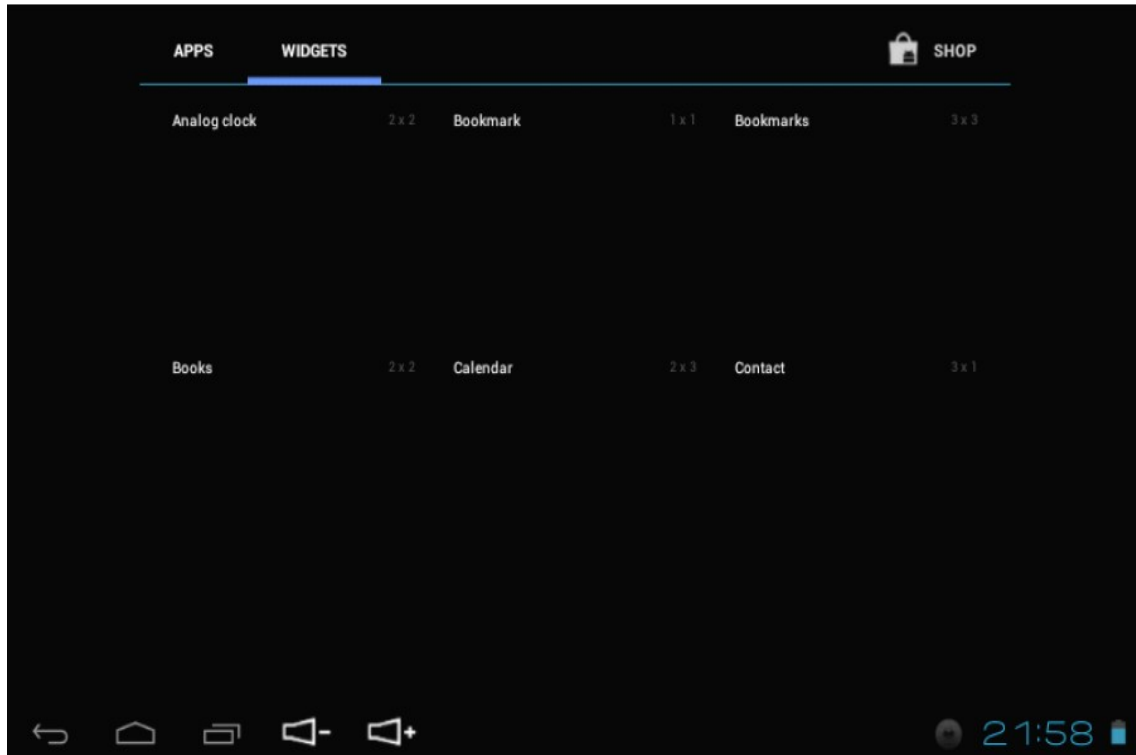 APPS WIDGETS SHOP
Analog clock 2 x 2 Bookmark 1 x 1 Bookmarks 3 x 3
Books 2 x 2 Calendar 2 x 3 Contact 3 x 1
21:58